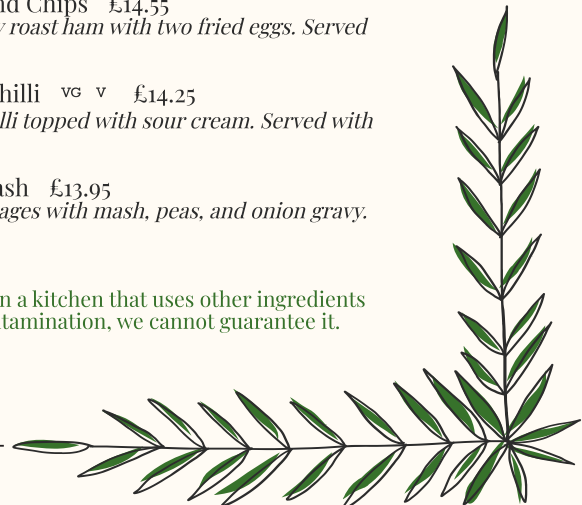 nd Chips £14.55
roast ham with two fried eggs. Served
hilli VG V £14.25
lli topped with sour cream. Served with
ash £13.95
ages with mash, peas, and onion gravy.
n a kitchen that uses other ingredients
tamination, we cannot guarantee it.